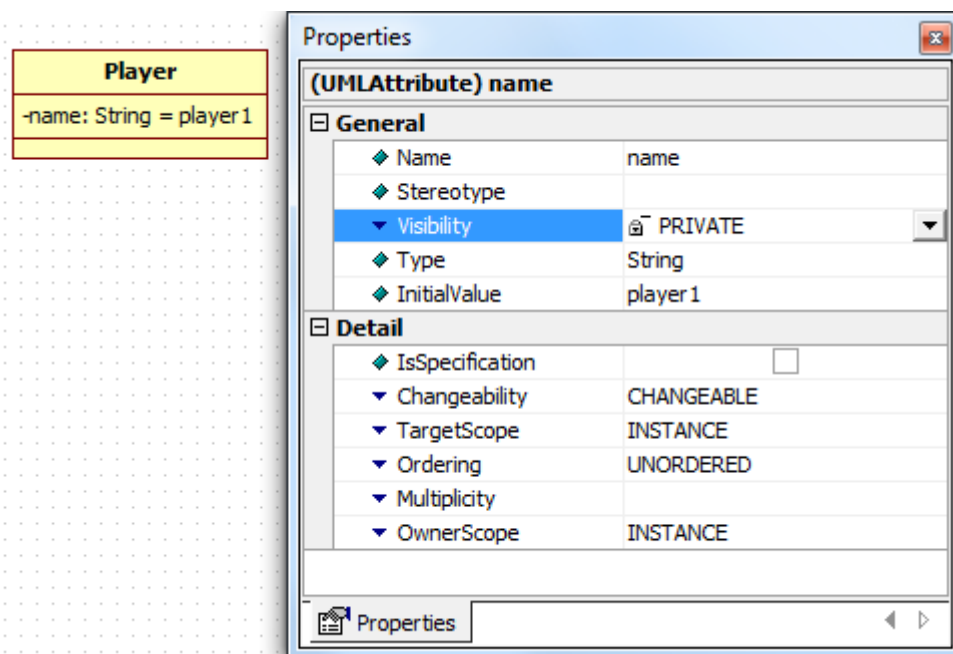 Player
-name: String = player1
Properties
(UMLAttribute) name
General
Name name
Stereotype
Visibility PRIVATE
Type String
InitialValue player1
Detail
IsSpecification
Changeability CHANGEABLE
TargetScope INSTANCE
Ordering UNORDERED
Multiplicity
OwnerScope INSTANCE
Properties